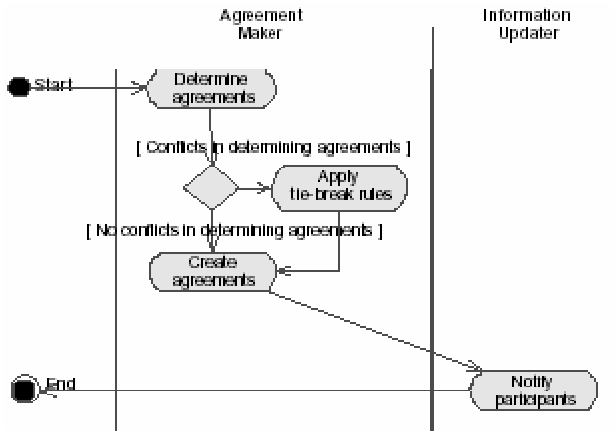 Agreement
Maker
Information
Updater
Start
Determine
agreements
[ Conflicts in determining agreements ]
Apply
tie-break rules
[ No conflicts in determining agreements ]
Create
agreements
End
Notify
participants